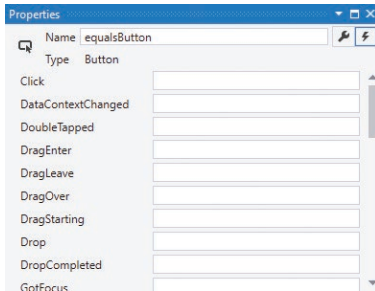 Properties
Name equalsButton
Type Button
Click
DataContextChanged
DoubleTapped
DragEnter
DragLeave
DragOver
DragStarting
Drop
DropCompleted
GotFocus